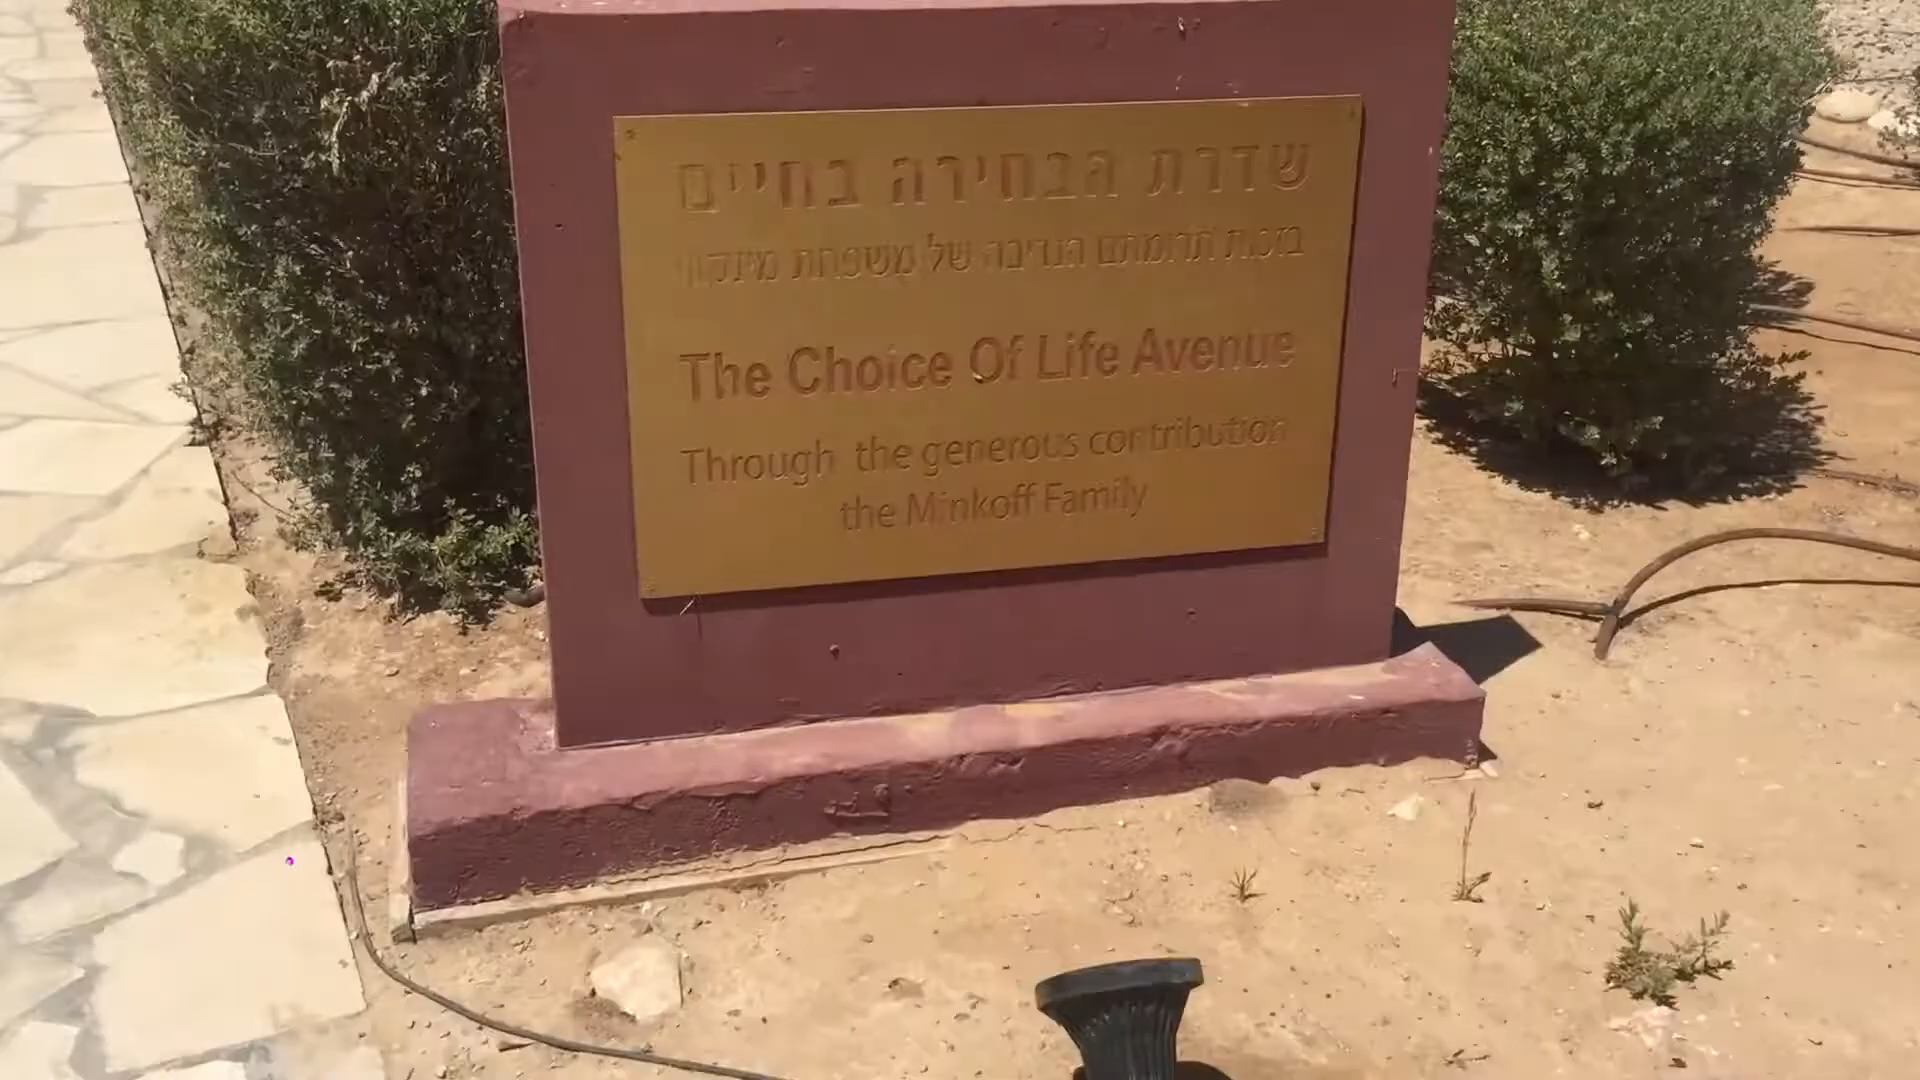 שדרת הבחירה בחיים
בזכות תרומתם הנדיבה של משפחת
The Choice Of Life Avenue
Through the generous contribution
the Minkoff Family